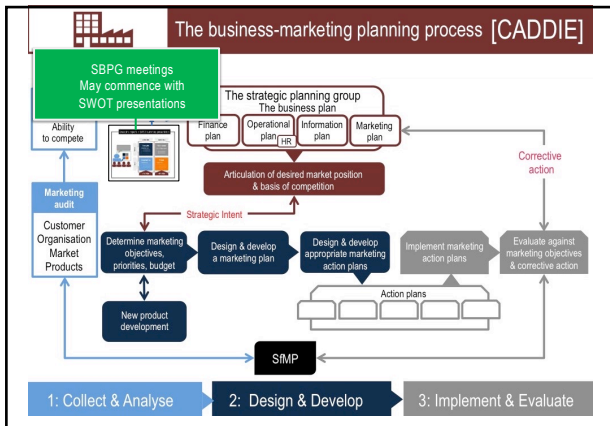 The business-marketing planning process [CADDIE]
SBPG meetings
May commence with
SWOT presentations
Ability
to compete
The strategic planning group
The business plan
Finance
plan
Operational
plan
HR
Information
plan
Marketing
plan
Articulation of desired market position
& basis of competition
Corrective
action
Marketing
audit
Customer
Organisation
Market
Products
Strategic Intent
Determine marketing
objectives,
priorities, budget
Design & develop
a marketing plan
Design & develop
appropriate marketing
action plans
Implement marketing
action plans
Evaluate against
marketing objectives
& corrective action
New product
development
Action plans
SfMP
1: Collect & Analyse
2: Design & Develop
3: Implement & Evaluate